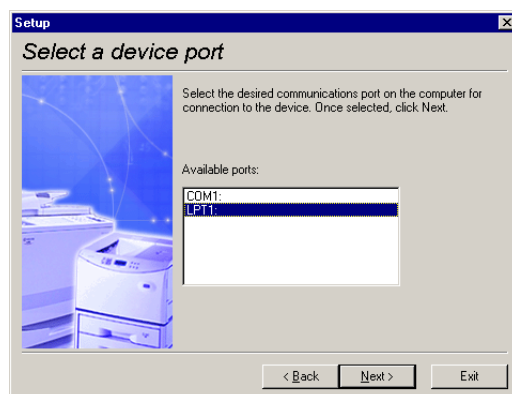 Setup
Select a device port
Select the desired communications port on the computer for
connection to the device. Once selected, click Next.
Available ports:
COM1:
LPT1:
< Back
Next >
Exit